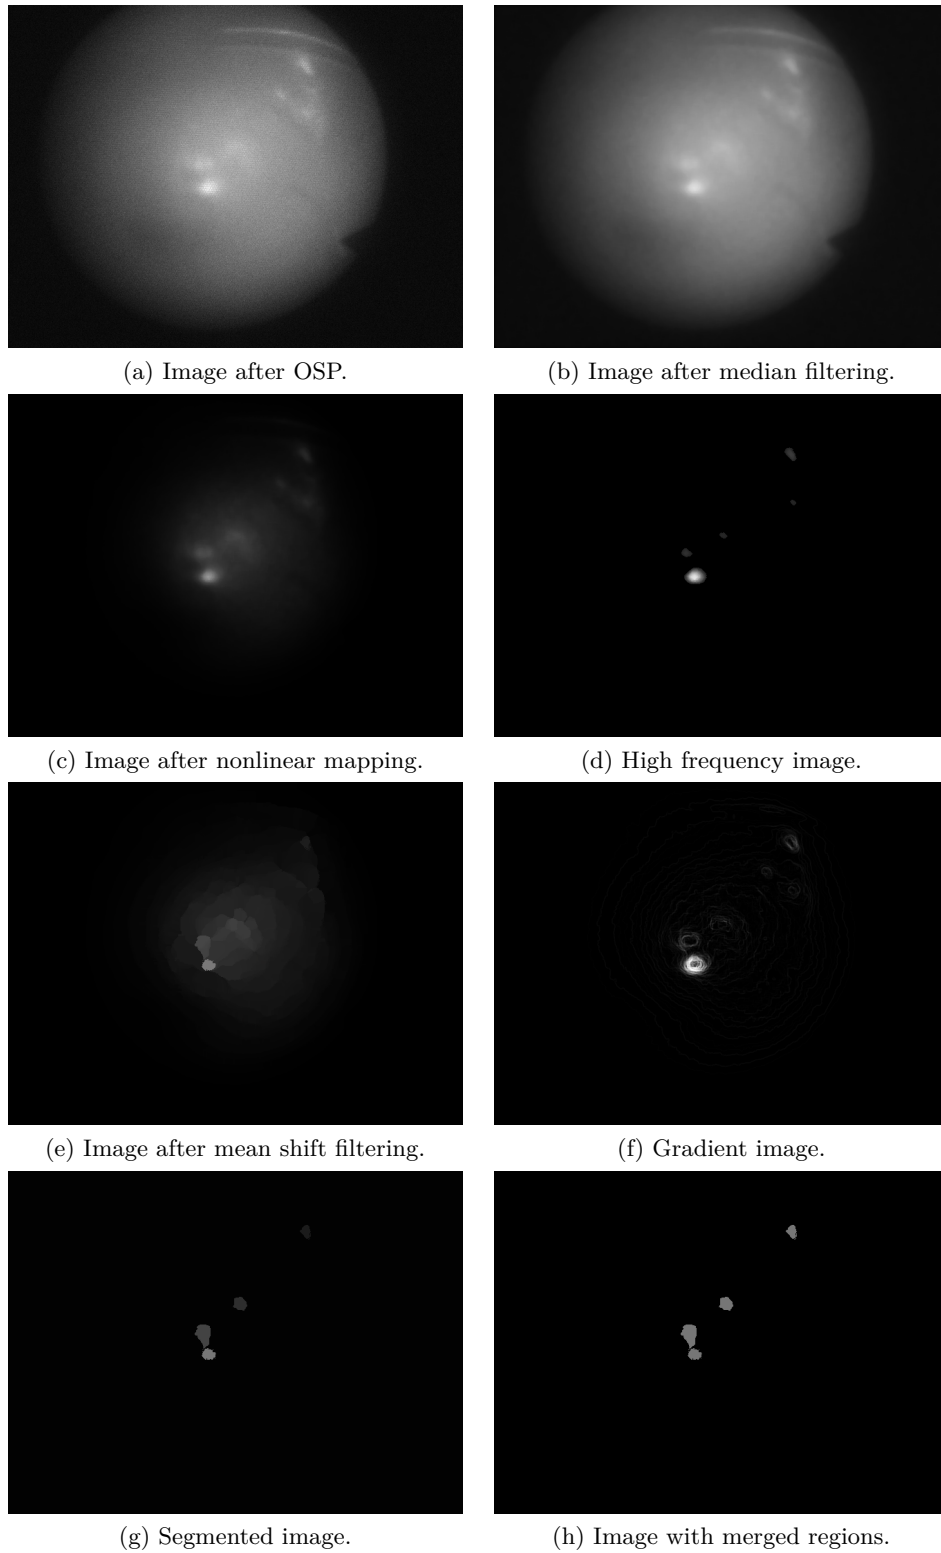 (a) Image after OSP.
(b) Image after median filtering.
(c) Image after nonlinear mapping.
(d) High frequency image.
(e) Image after mean shift filtering.
(f) Gradient image.
(g) Segmented image.
(h) Image with merged regions.